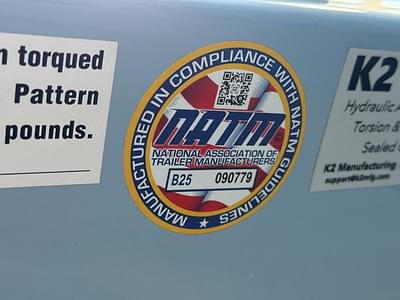 n torqued
Pattern
pounds.
MANUFACTURED IN COMPLIANCE WITH NATM GUIDELINES
NATM
NATIONAL ASSOCIATION OF
TRAILER MANUFACTURERS
B25 090779
K2
Hydraulic A
Torsion &
Sealed
K2 Manufacturing
support@k2mfg.com